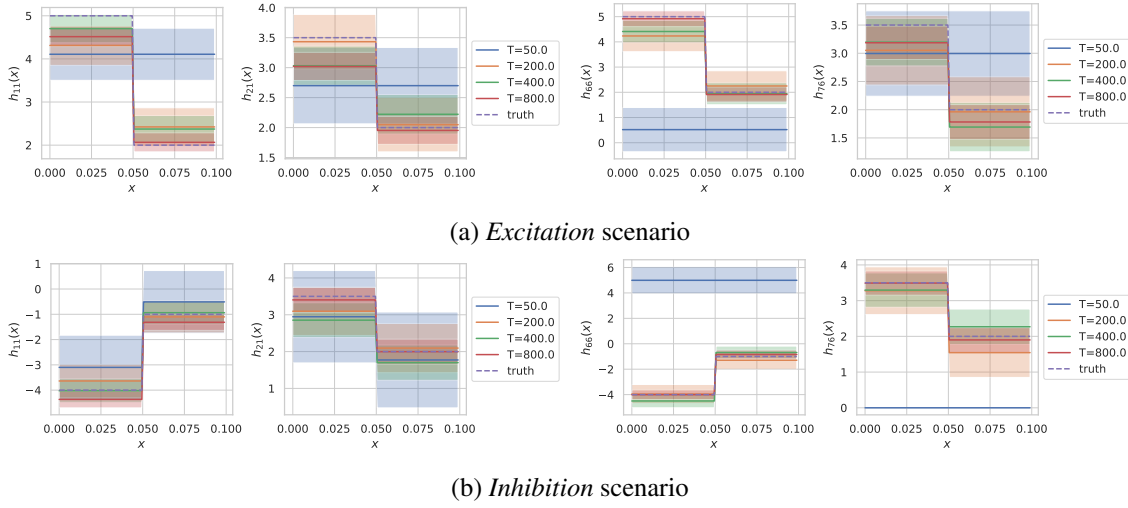 5
4
3
2
h11(x)
0.000 0.025 0.050 0.075 0.100
x
4.0
3.5
3.0
2.5
2.0
1.5
h21(x)
0.000 0.025 0.050 0.075 0.100
x
T=50.0
T=200.0
T=400.0
T=800.0
truth
6
5
4
3
2
1
0
h66(x)
0.000 0.025 0.050 0.075 0.100
x
3.5
3.0
2.5
2.0
1.5
h76(x)
0.000 0.025 0.050 0.075 0.100
x
T=50.0
T=200.0
T=400.0
T=800.0
truth
(a) Excitation scenario
1
0
−1
−2
−3
−4
h11(x)
0.000 0.025 0.050 0.075 0.100
x
4
3
2
1
h21(x)
0.000 0.025 0.050 0.075 0.100
x
T=50.0
T=200.0
T=400.0
T=800.0
truth
6
4
2
0
−2
−4
h66(x)
0.000 0.025 0.050 0.075 0.100
x
4
3
2
1
0
h76(x)
0.000 0.025 0.050 0.075 0.100
x
T=50.0
T=200.0
T=400.0
T=800.0
truth
(b) Inhibition scenario